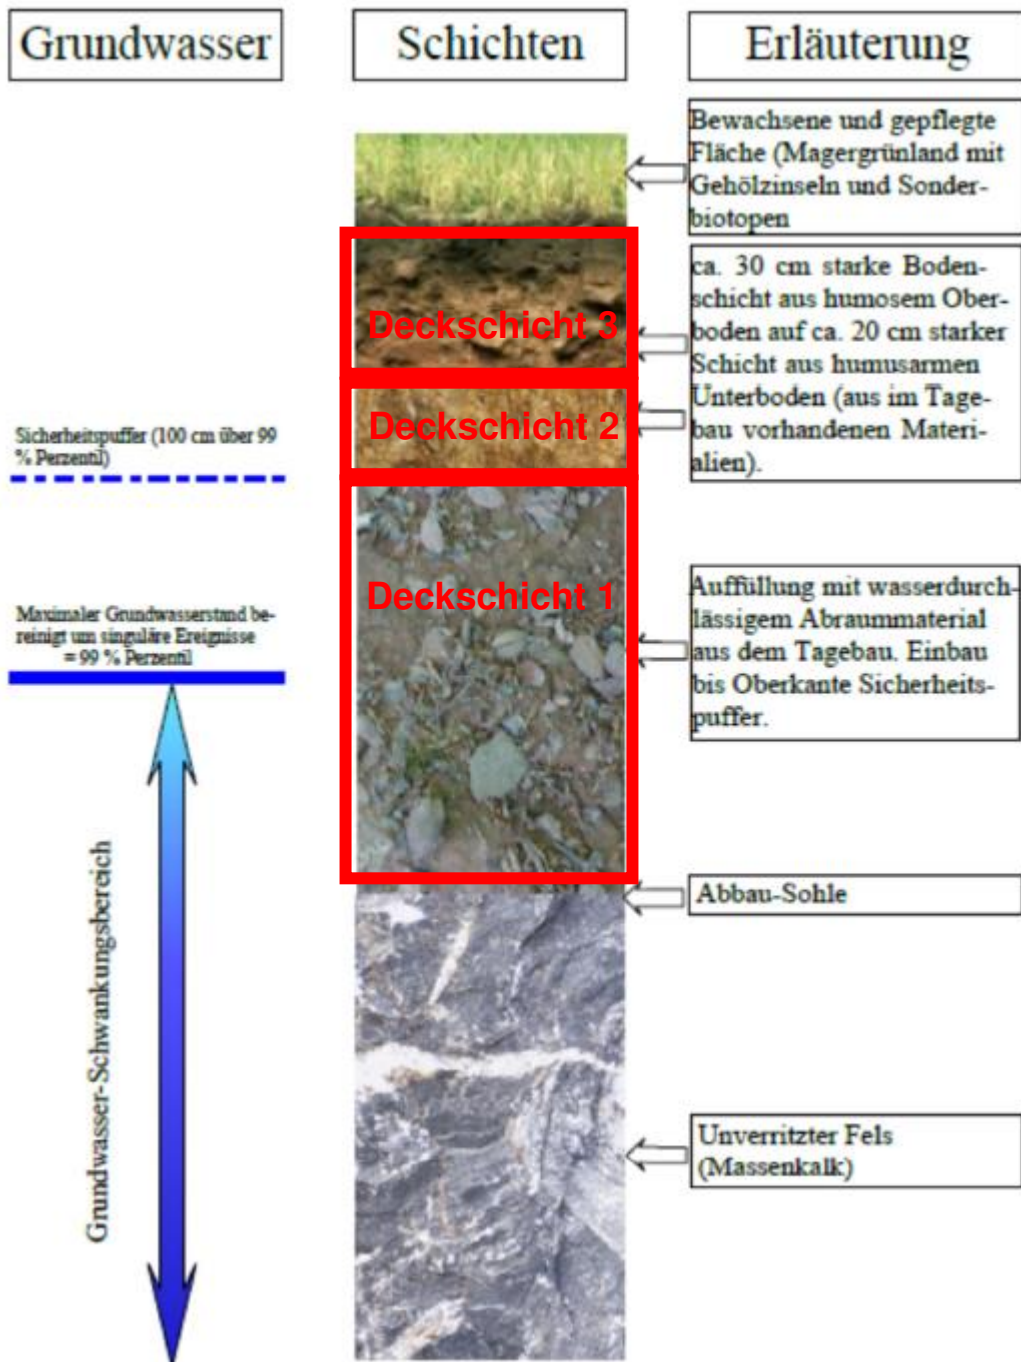 Grundwasser
Schichten
Erläuterung
Bewachsene und gepflegte
Fläche (Magergrünland mit
Gehölzinseln und Sonder-
biotopen
ca. 30 cm starke Boden-
schicht aus humosem Ober-
boden auf ca. 20 cm starker
Schicht aus humusarmen
Unterboden (aus im Tage-
bau vorhandenen Materi-
alien).
Deckschicht 3
Deckschicht 2
Sicherheitspuffer (100 cm über 99
% Perzentil)
Deckschicht 1
Auffüllung mit wasserdurch-
lässigem Abraummaterial
aus dem Tagebau. Einbau
bis Oberkante Sicherheits-
puffer.
Maximaler Grundwasserstand be-
reinigt um singuläre Ereignisse
= 99 % Perzentil
Grundwasser-Schwankungsbereich
Abbau-Sohle
Unverritzter Fels
(Massenkalk)